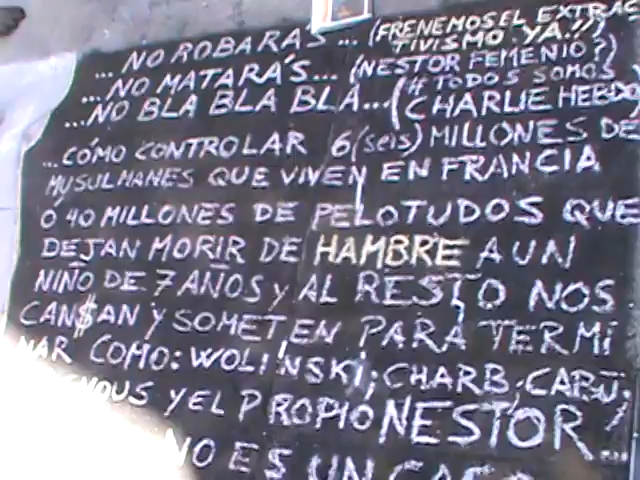 ...NO ROBARÁS... (FRENEMOS EL EXTRAC
TIVISMO.YA!!)
...NO MATARÁS... (NESTOR FEMENIO?)
...NO BLA BLA BLA...(# TODOS SOMOS
CHARLIE HEBDO
...CÓMO CONTROLAR 6(seis) MILLONES DE
MUSULMANES QUE VIVEN EN FRANCIA
O 40 MILLONES DE PELOTUDOS QUE
DEJAN MORIR DE HAMBRE A UN
NIÑO DE 7 AÑOS y AL RESTO NOS
CAN$AN Y SOMETEN PARA TERMI
NAR COMO: WOLINSKI; CHARB; CABU.
YEL PROPIO NESTOR!...
NO ES UN